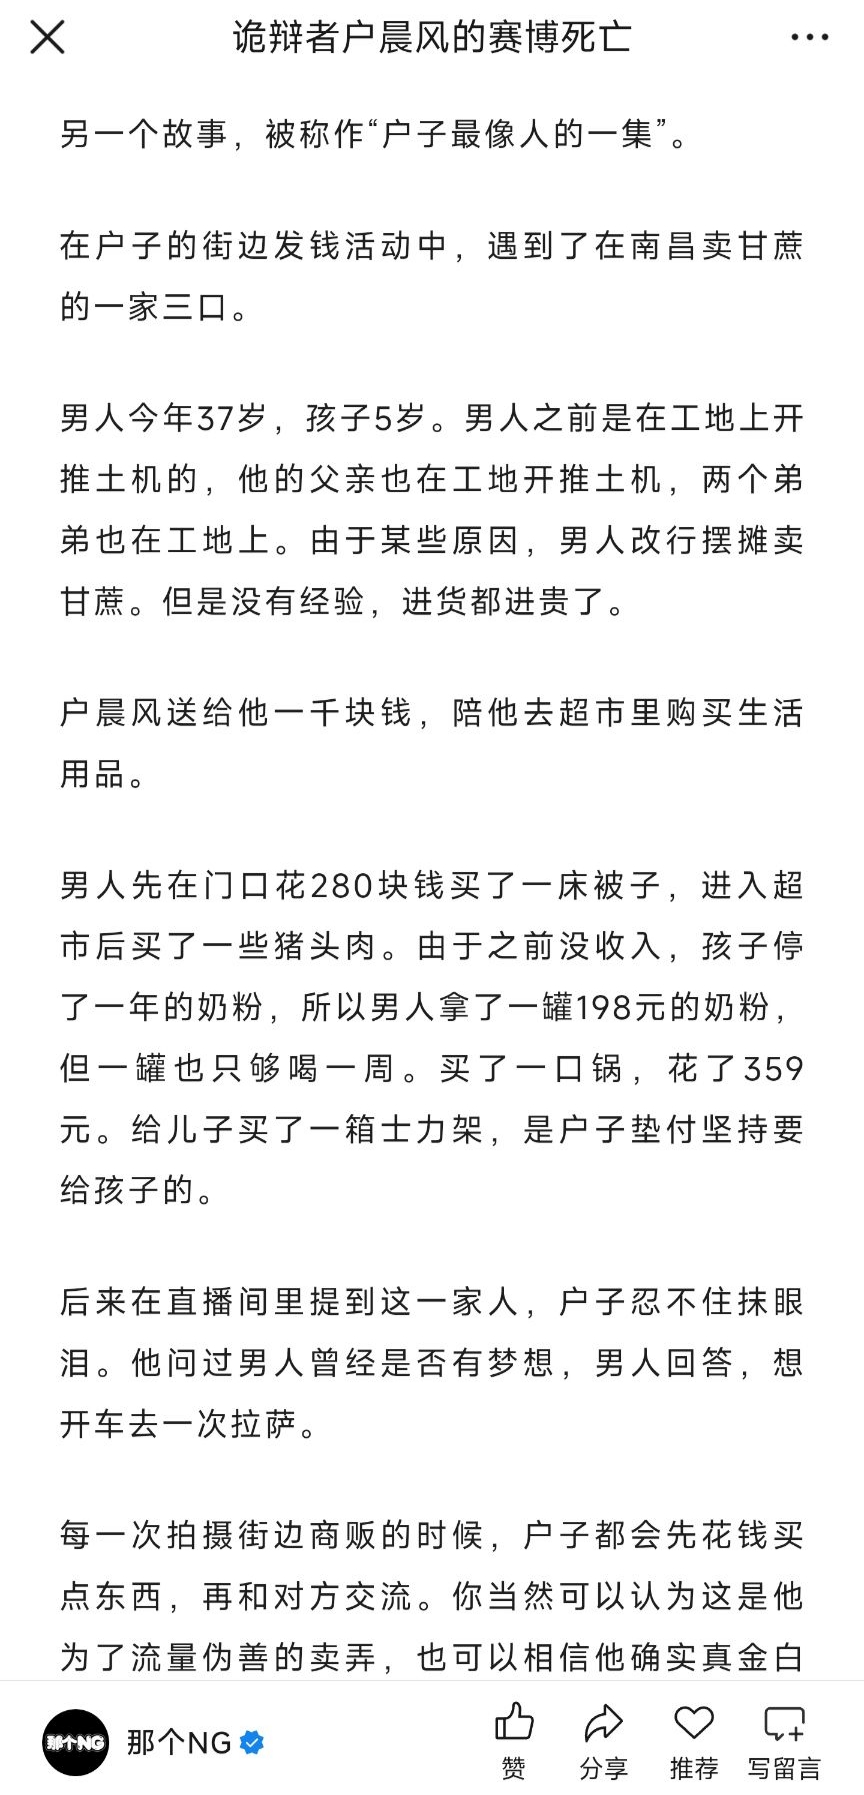 诡辩者户晨风的赛博死亡
另一个故事，被称作“户子最像人的一集”。
在户子的街边发钱活动中，遇到了在南昌卖甘蔗
的一家三口。
男人今年37岁，孩子5岁。男人之前是在工地上开
推土机的，他的父亲也在工地开推土机，两个弟
弟也在工地上。由于某些原因，男人改行摆摊卖
甘蔗。但是没有经验，进货都进贵了。
户晨风送给他一千块钱，陪他去超市里购买生活
用品。
男人先在门口花280块钱买了一床被子，进入超
市后买了一些猪头肉。由于之前没收入，孩子停
了一年的奶粉，所以男人拿了一罐198元的奶粉，
但一罐也只够喝一周。买了一口锅，花了359
元。给儿子买了一箱士力架，是户子垫付坚持要
给孩子的。
后来在直播间里提到这一家人，户子忍不住抹眼
泪。他问过男人曾经是否有梦想，男人回答，想
开车去一次拉萨。
每一次拍摄街边商贩的时候，户子都会先花钱买
点东西，再和对方交流。你当然可以认为这是他
为了流量伪善的卖弄，也可以相信他确实真金白
那个NG
那个NG
赞
分享
推荐
写留言